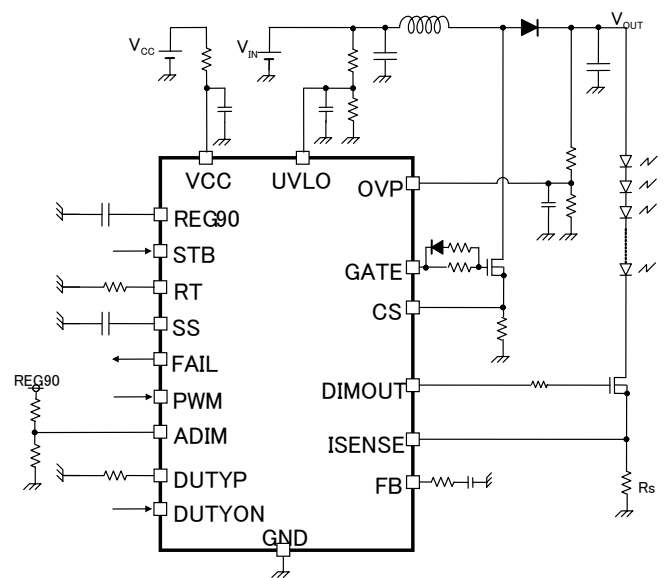 VCC
VIN
VOUT
VCC
UVLO
OVP
REG90
STB
RT
GATE
SS
CS
FAIL
REG90
PWM
DIMOUT
ADIM
ISENSE
DUTYP
FB
Rs
DUTYON
GND